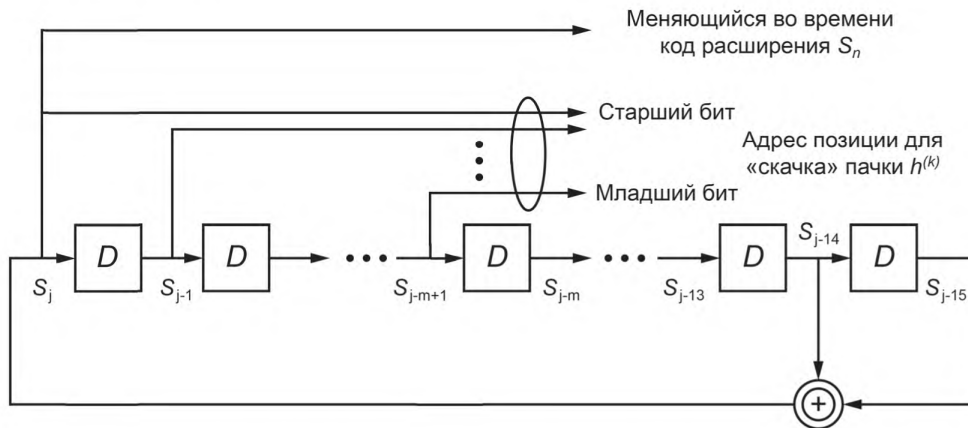 Меняющийся во времени
код расширения Sn
Старший бит
Адрес позиции для
«скачка» пачки h(k)
Младший бит
D
D
D
D
D
Sj
Sj-1
Sj-m+1
Sj-m
Sj-13
Sj-14
Sj-15
+